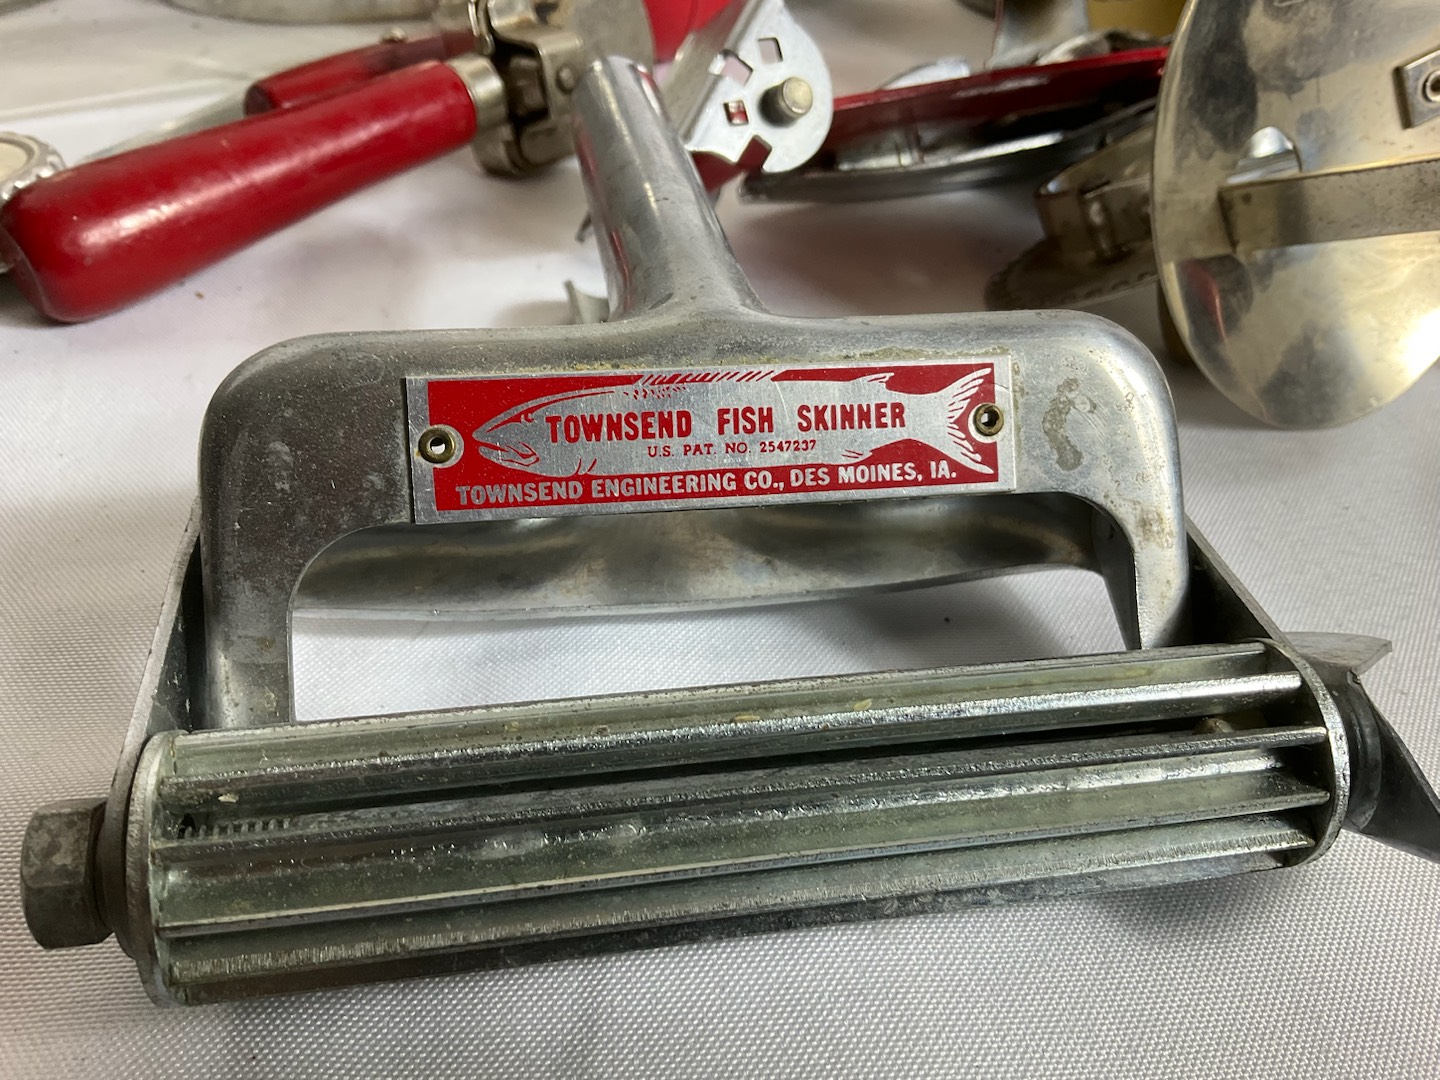 TOWNSEND FISH SKINNER
U.S. PAT. NO. 2547237
TOWNSEND ENGINEERING CO., DES MOINES, IA.